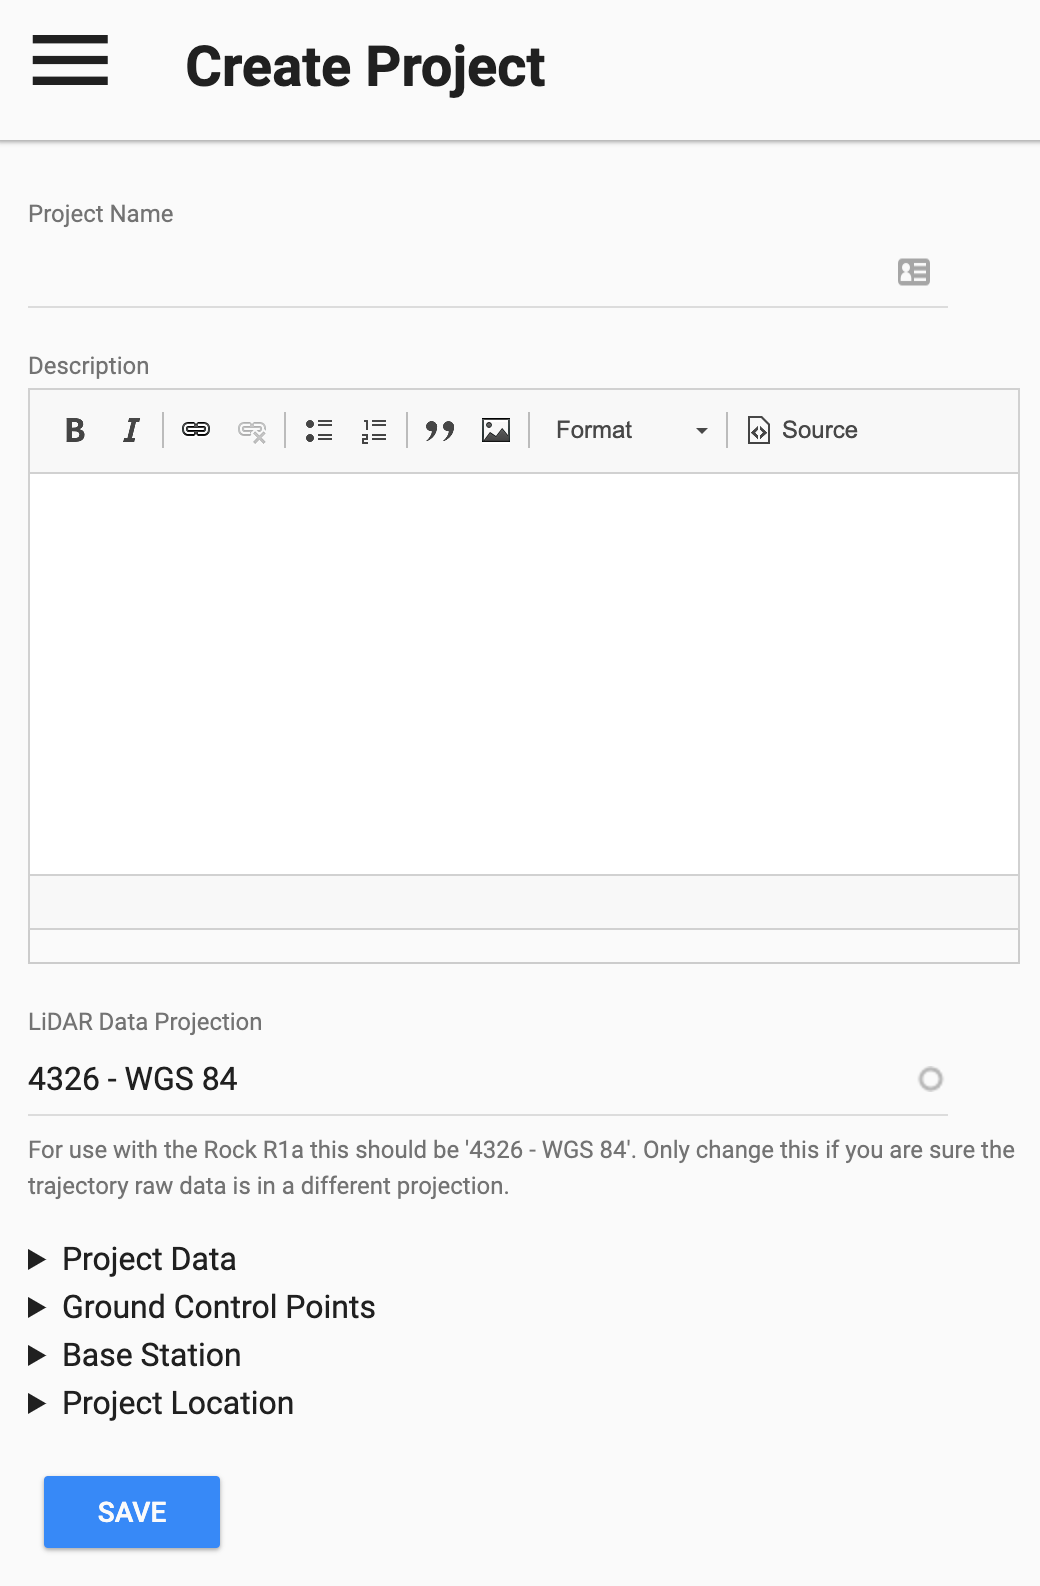 Create Project
Project Name
Description
Format
Source
LiDAR Data Projection
4326 - WGS 84
For use with the Rock R1a this should be '4326 - WGS 84'. Only change this if you are sure the
trajectory raw data is in a different projection.
Project Data
Ground Control Points
Base Station
Project Location
SAVE